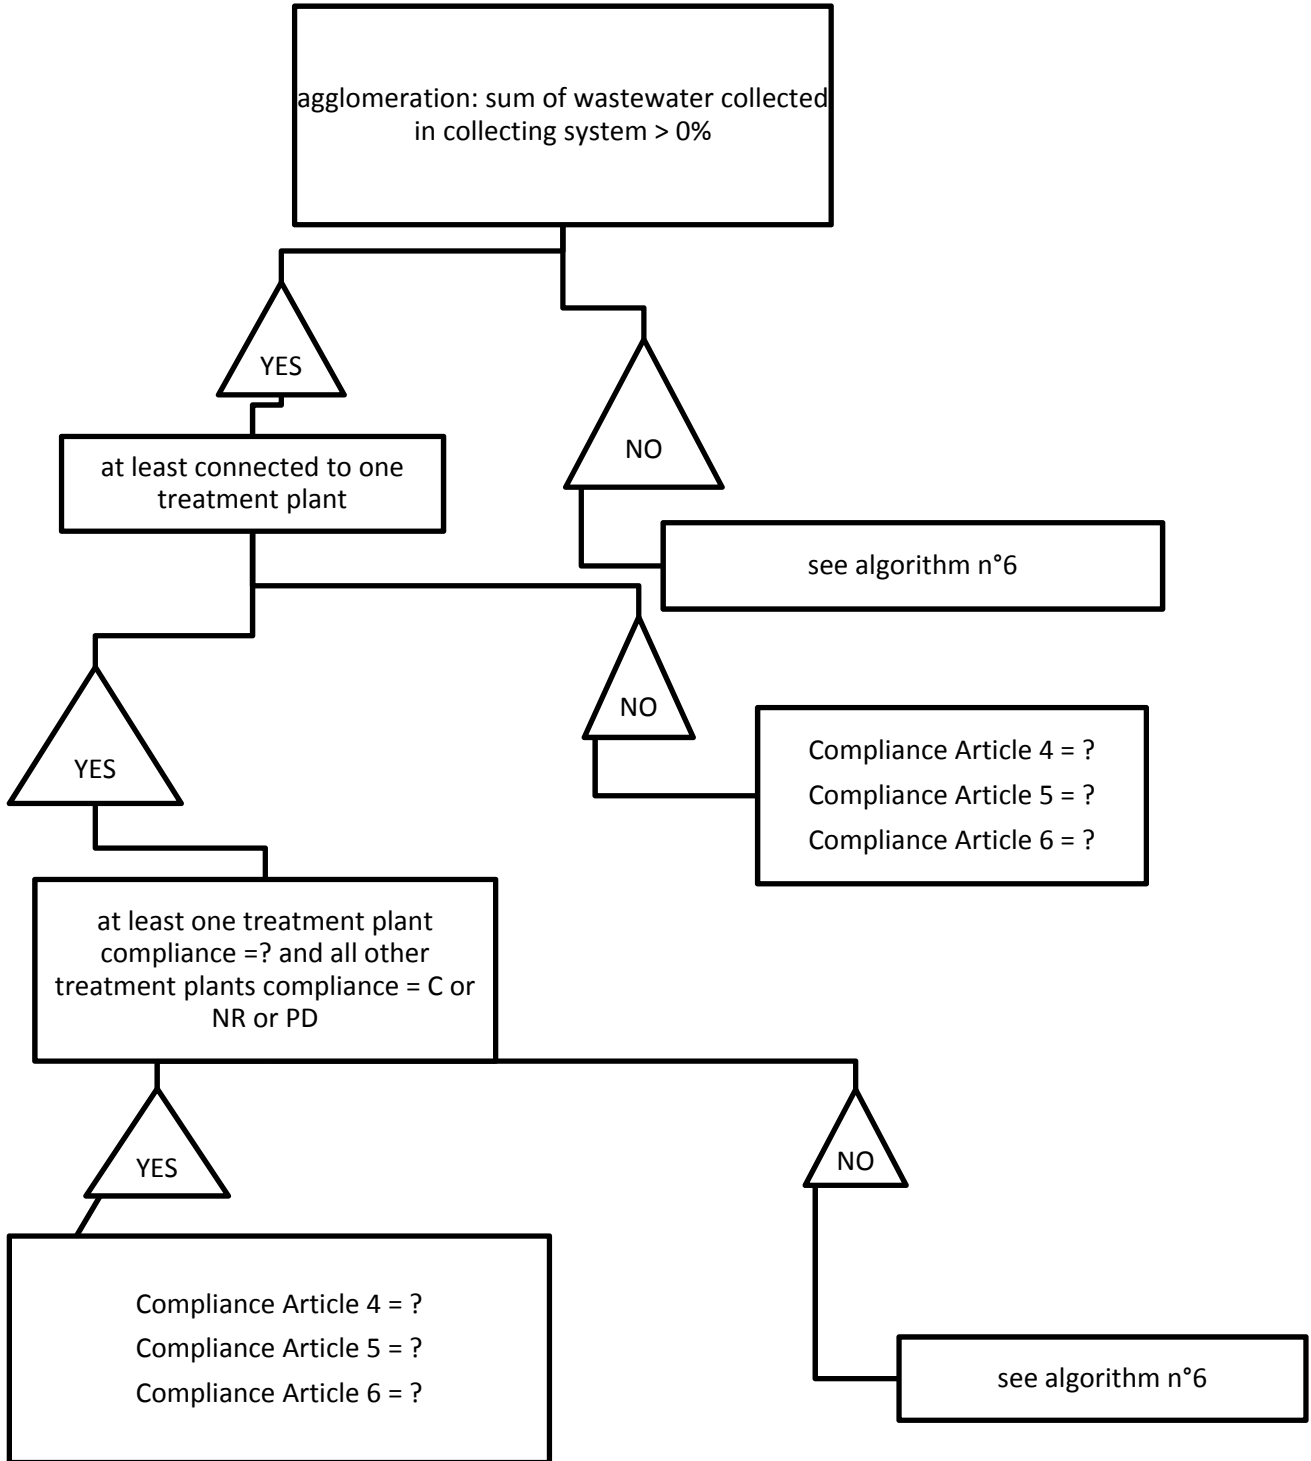 agglomeration: sum of wastewater collected
in collecting system > 0%
YES
NO
at least connected to one
treatment plant
see algorithm n°6
YES
NO
Compliance Article 4 = ?
Compliance Article 5 = ?
Compliance Article 6 = ?
at least one treatment plant
compliance =? and all other
treatment plants compliance = C or
NR or PD
YES
NO
Compliance Article 4 = ?
Compliance Article 5 = ?
Compliance Article 6 = ?
see algorithm n°6